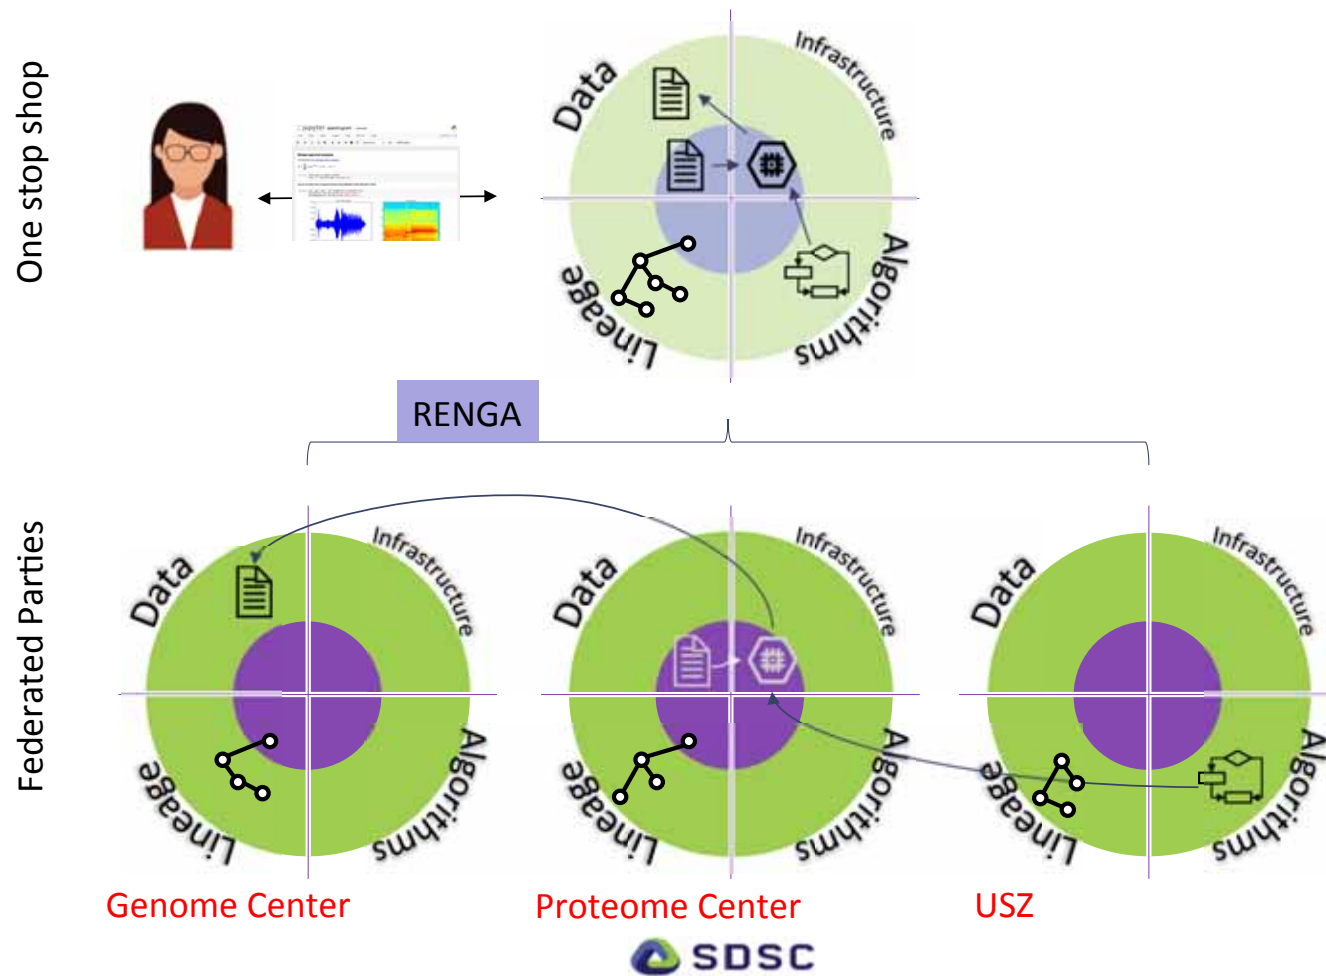 One stop shop
jupyter
Data
Infrastructure
Lineage
Algorithms
RENGA
Federated Parties
Data
Infrastructure
Lineage
Algorithms
Data
Infrastructure
Lineage
Algorithms
Data
Infrastructure
Lineage
Algorithms
Genome Center
Proteome Center
USZ
SDSC